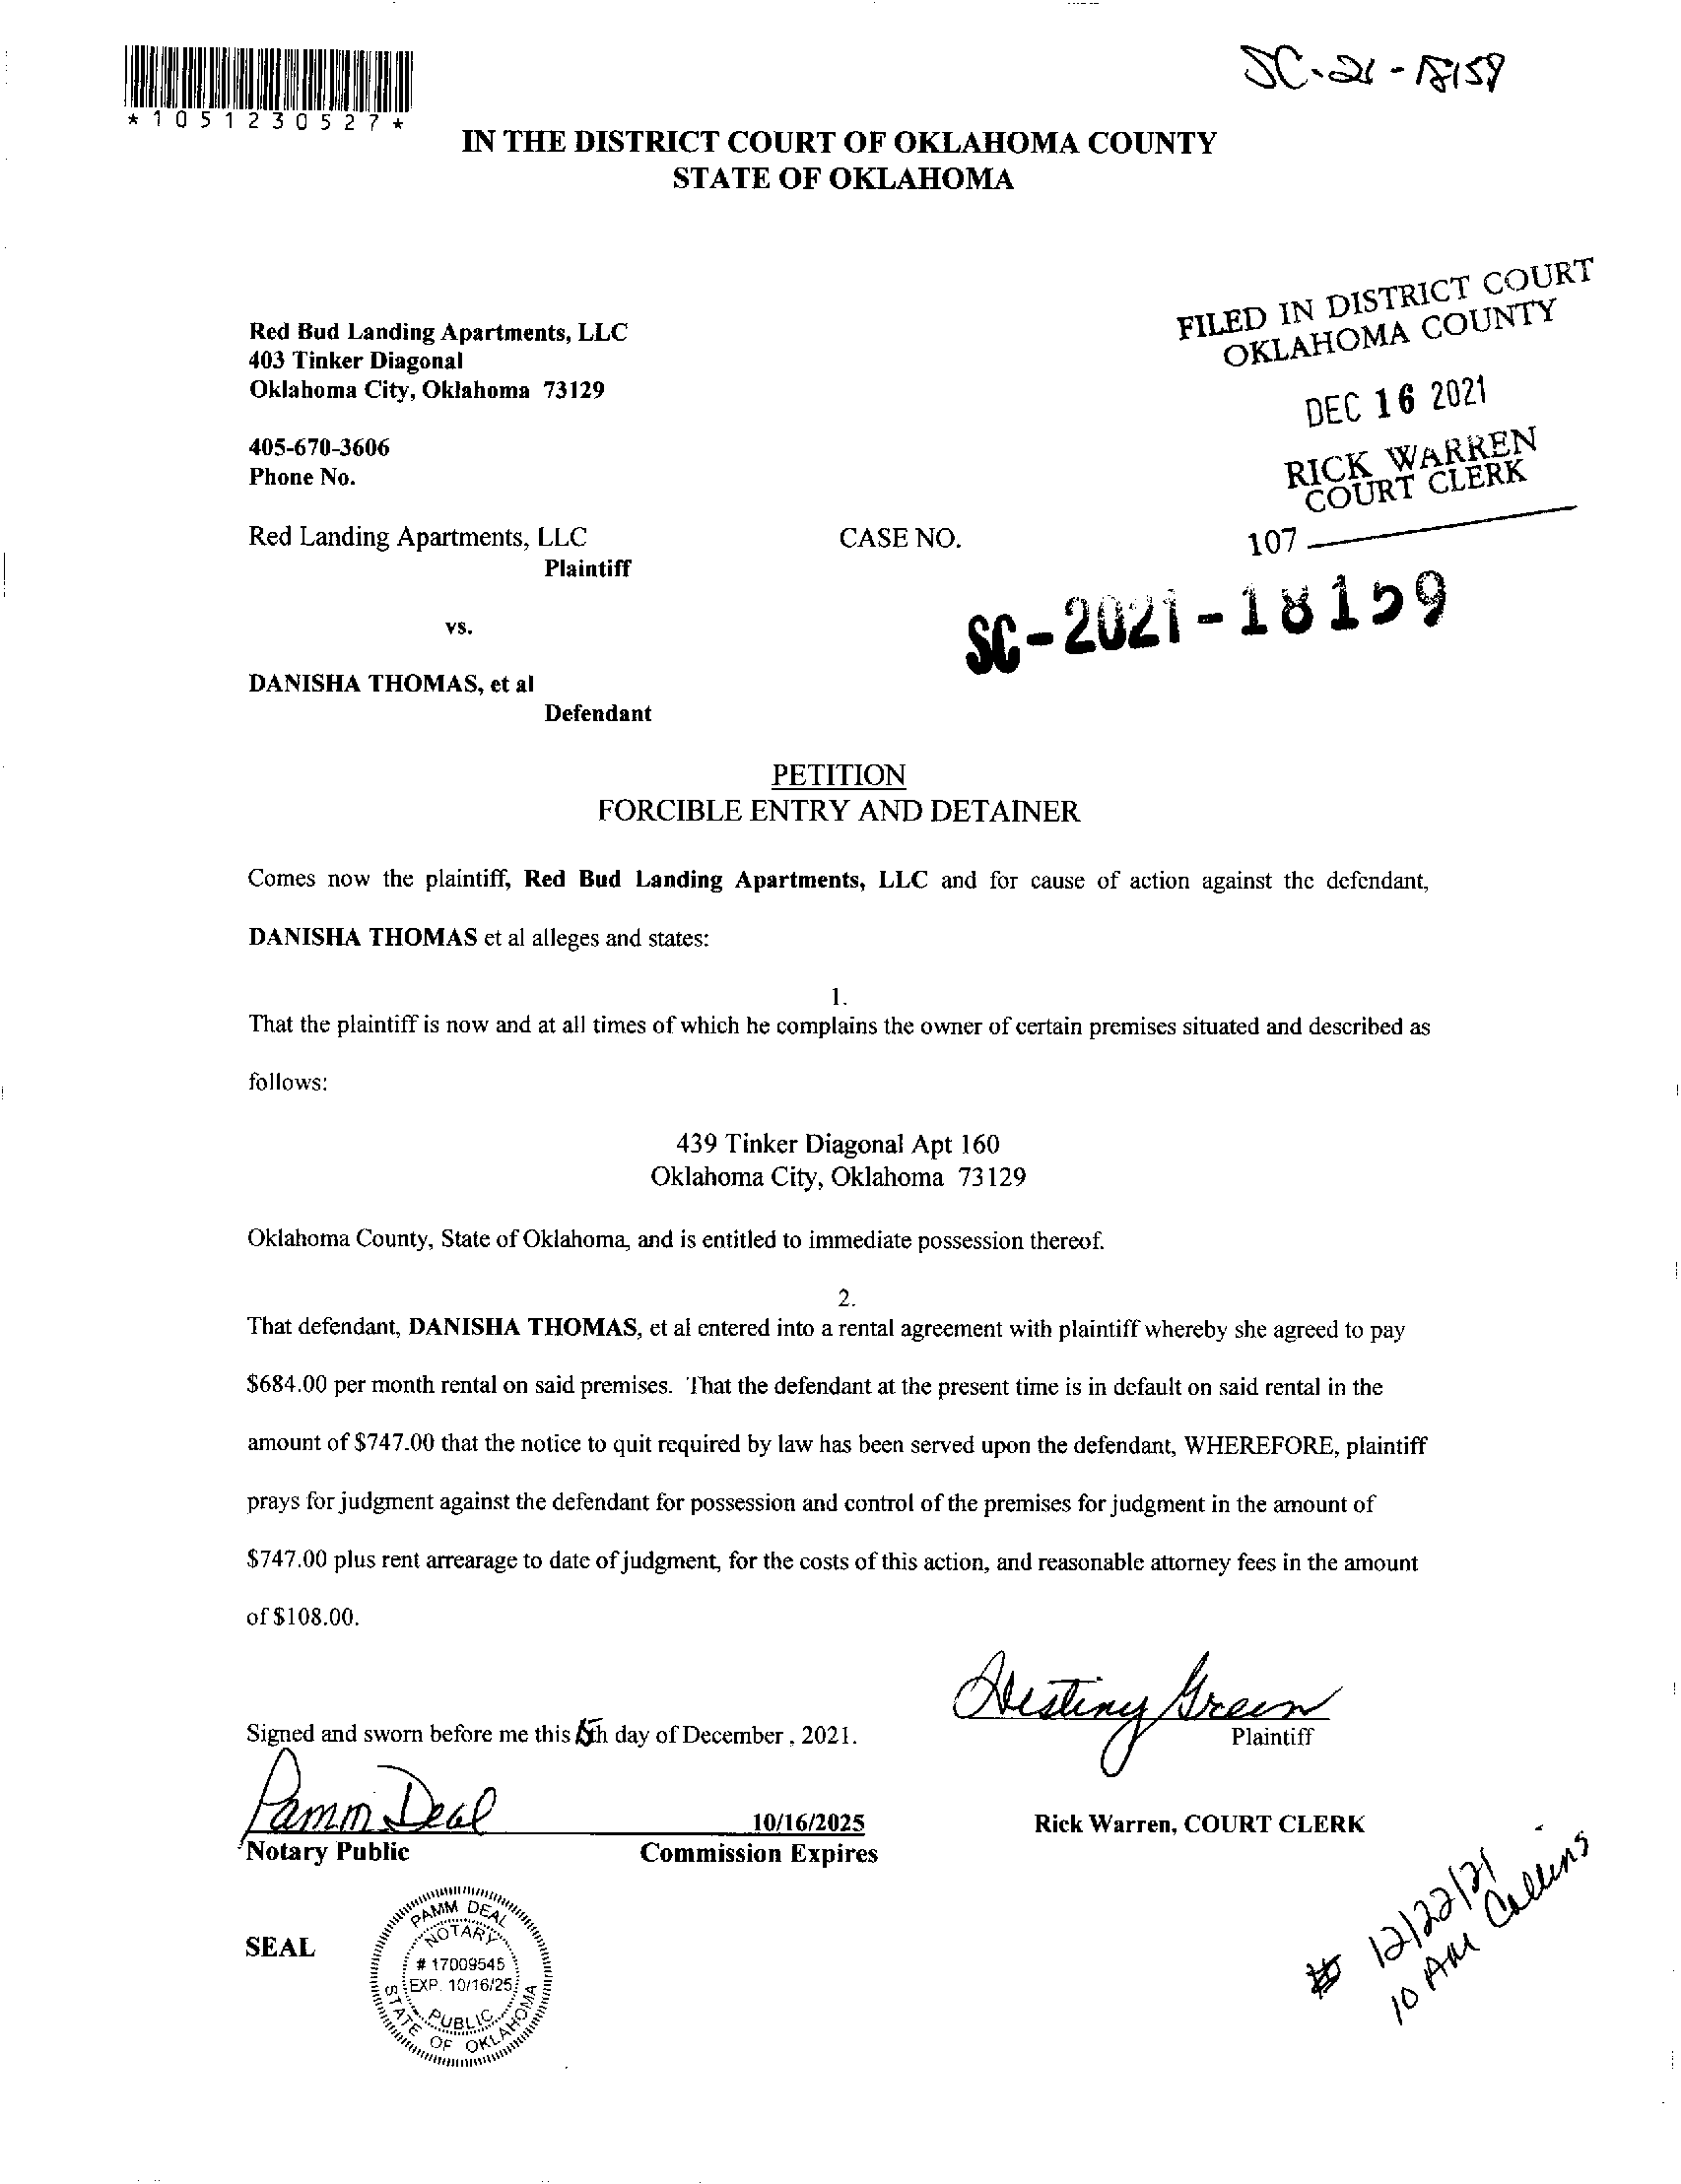 SC-21-18159
*1051230527*
IN THE DISTRICT COURT OF OKLAHOMA COUNTY
STATE OF OKLAHOMA
FILED IN DISTRICT COURT
OKLAHOMA COUNTY
DEC 16 2021
RICK WARREN
COURT CLERK
107
Red Bud Landing Apartments, LLC
403 Tinker Diagonal
Oklahoma City, Oklahoma 73129
405-670-3606
Phone No.
Red Landing Apartments, LLC
Plaintiff
CASE NO.
SC-2021-18159
vs.
DANISHA THOMAS, et al
Defendant
PETITION
FORCIBLE ENTRY AND DETAINER
Comes now the plaintiff, Red Bud Landing Apartments, LLC and for cause of action against the defendant,
DANISHA THOMAS et al alleges and states:
1.
That the plaintiff is now and at all times of which he complains the owner of certain premises situated and described as
follows:
439 Tinker Diagonal Apt 160
Oklahoma City, Oklahoma 73129
Oklahoma County, State of Oklahoma, and is entitled to immediate possession thereof.
2.
That defendant, DANISHA THOMAS, et al entered into a rental agreement with plaintiff whereby she agreed to pay
$684.00 per month rental on said premises. That the defendant at the present time is in default on said rental in the
amount of $747.00 that the notice to quit required by law has been served upon the defendant, WHEREFORE, plaintiff
prays for judgment against the defendant for possession and control of the premises for judgment in the amount of
$747.00 plus rent arrearage to date of judgment, for the costs of this action, and reasonable attorney fees in the amount
of $108.00.
Destiny Green
Plaintiff
Signed and sworn before me this day of December , 2021.
Pamm Deal
Notary Public
10/16/2025
Commission Expires
Rick Warren, COURT CLERK
SEAL
PAMM DEAL
NOTARY
# 17009545
EXP. 10/16/25
PUBLIC
STATE OF OKLAHOMA
12/22/21
10 AM Collins